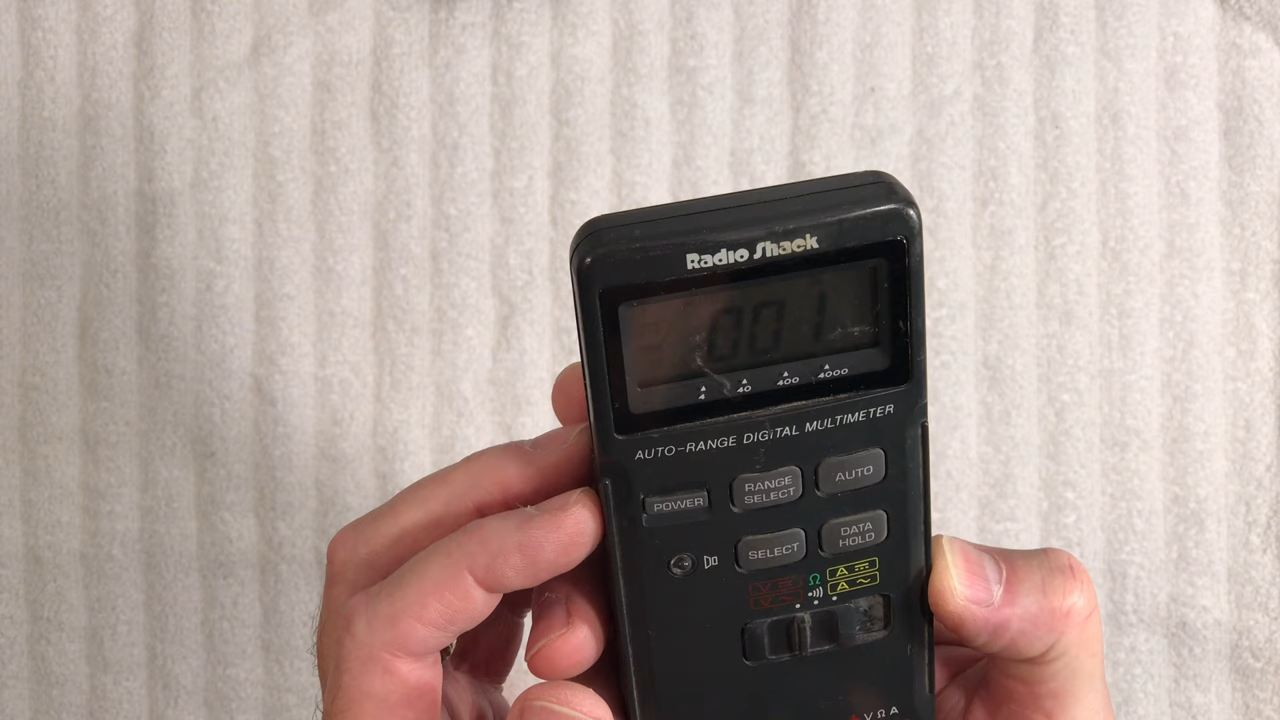 Radio Shack
001
4 40 400 4000
AUTO-RANGE DIGITAL MULTIMETER
POWER
RANGE
SELECT
AUTO
SELECT
DATA
HOLD
V Ω A
V Ω A